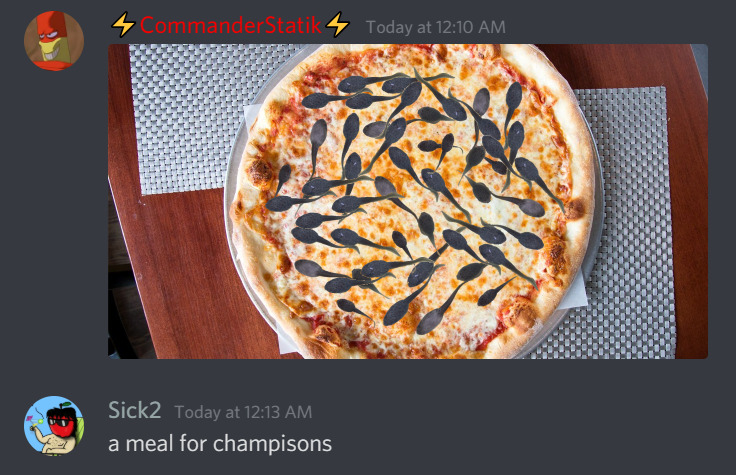 ⚡CommanderStatik⚡ Today at 12:10 AM
Sick2 Today at 12:13 AM
a meal for champisons